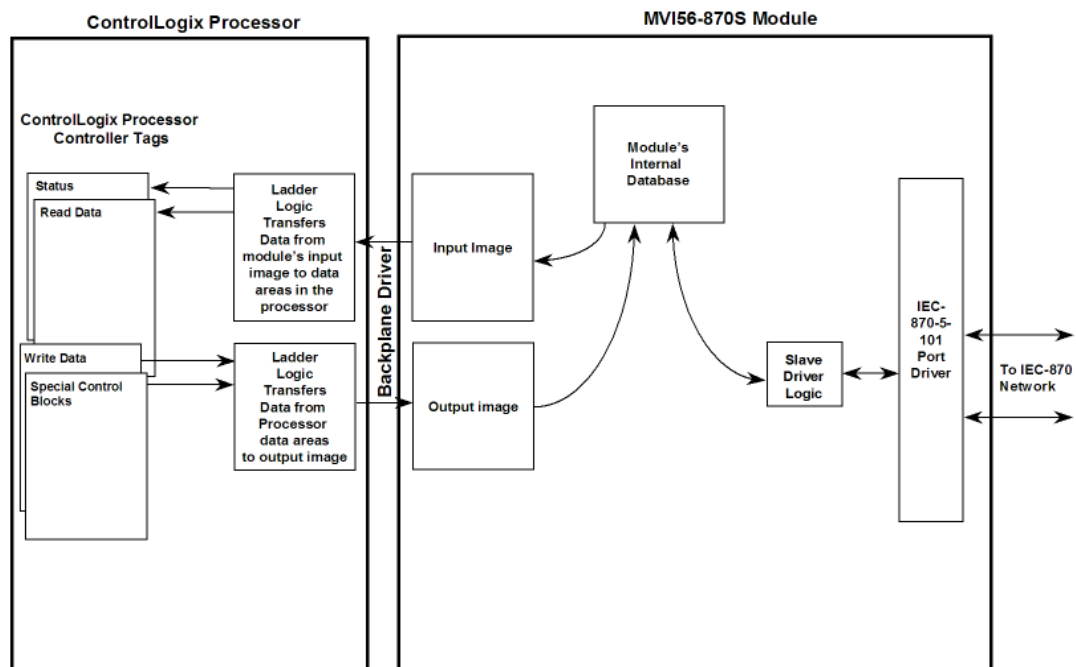 ControlLogix Processor
MVI56-870S Module
ControlLogix Processor
Controller Tags
Status
Read Data
Write Data
Special Control
Blocks
Ladder
Logic
Transfers
Data from
module's input
image to data
areas in the
processor
Ladder
Logic
Transfers
Data from
Processor
data areas
to output image
Backplane Driver
Input Image
Output image
Module's
Internal
Database
Slave
Driver
Logic
IEC-
870-5-
101
Port
Driver
To IEC-870
Network